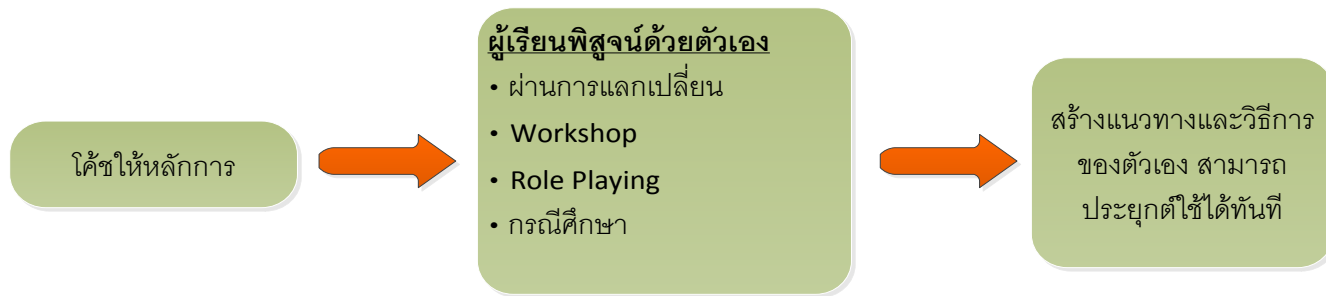 โค้ชให้หลักการ
ผู้เรียนพิสูจน์ด้วยตัวเอง
• ผ่านการแลกเปลี่ยน
• Workshop
• Role Playing
• กรณีศึกษา
สร้างแนวทางและวิธีการ
ของตัวเอง สามารถ
ประยุกต์ใช้ได้ทันที